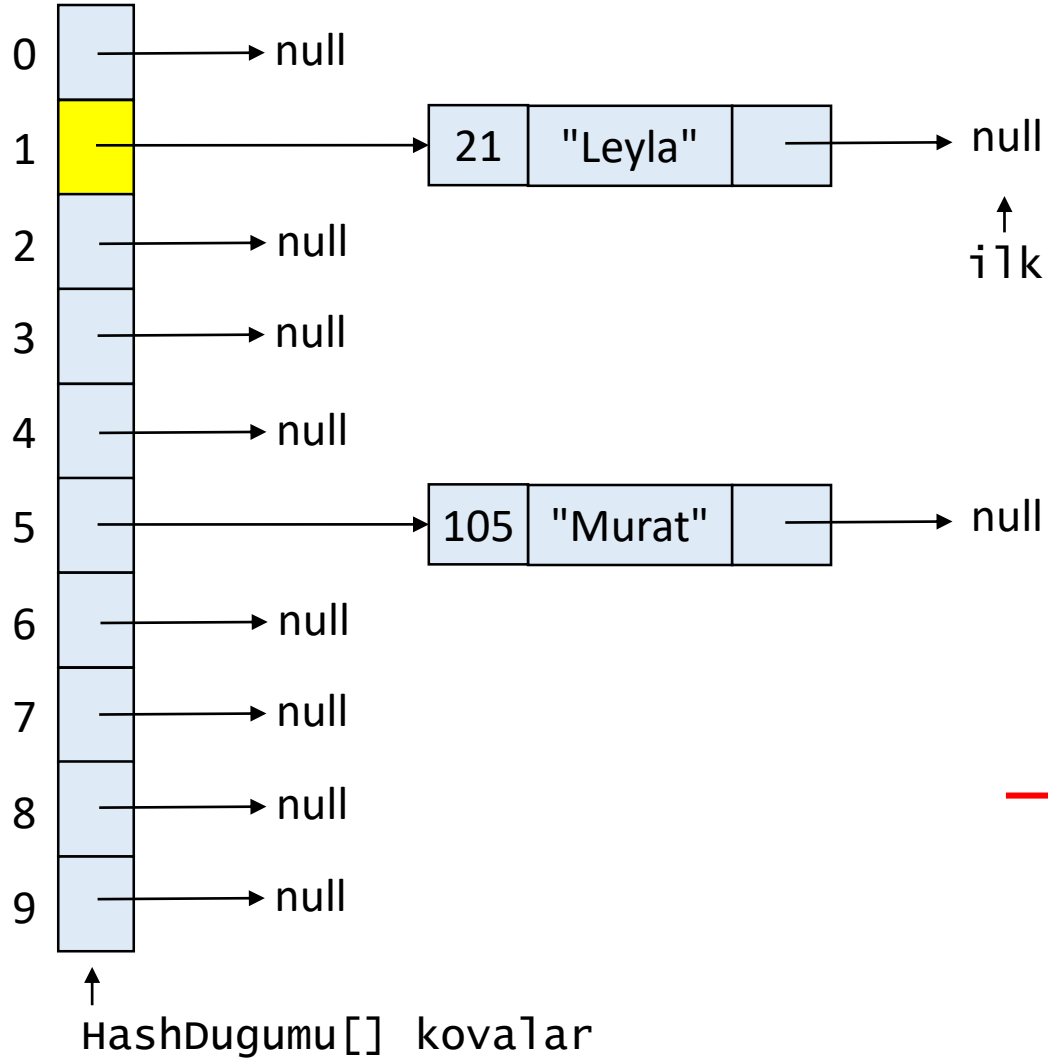 0 null
1 21 "Leyla" null
2 null
ilk
3 null
4 null
5 105 "Murat" null
6 null
7 null
8 null
9 null
HashDugumu[] kovalar